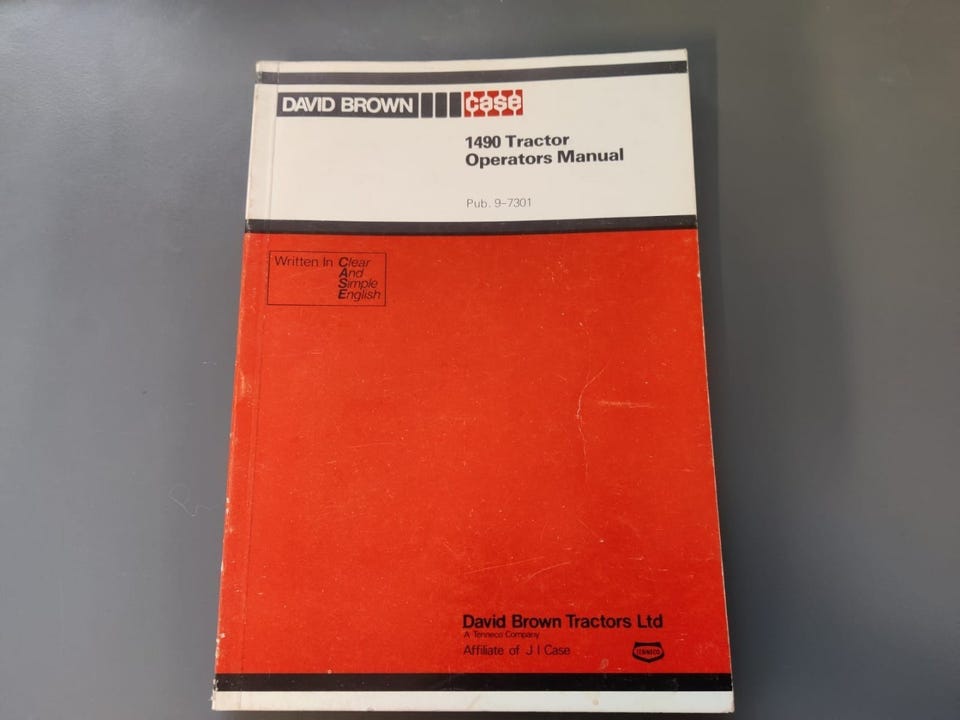 DAVID BROWN case
1490 Tractor
Operators Manual
Pub. 9-7301
Written In Clear
And
Simple
English
David Brown Tractors Ltd
A Tenneco Company
Affiliate of J I Case
TENNECO